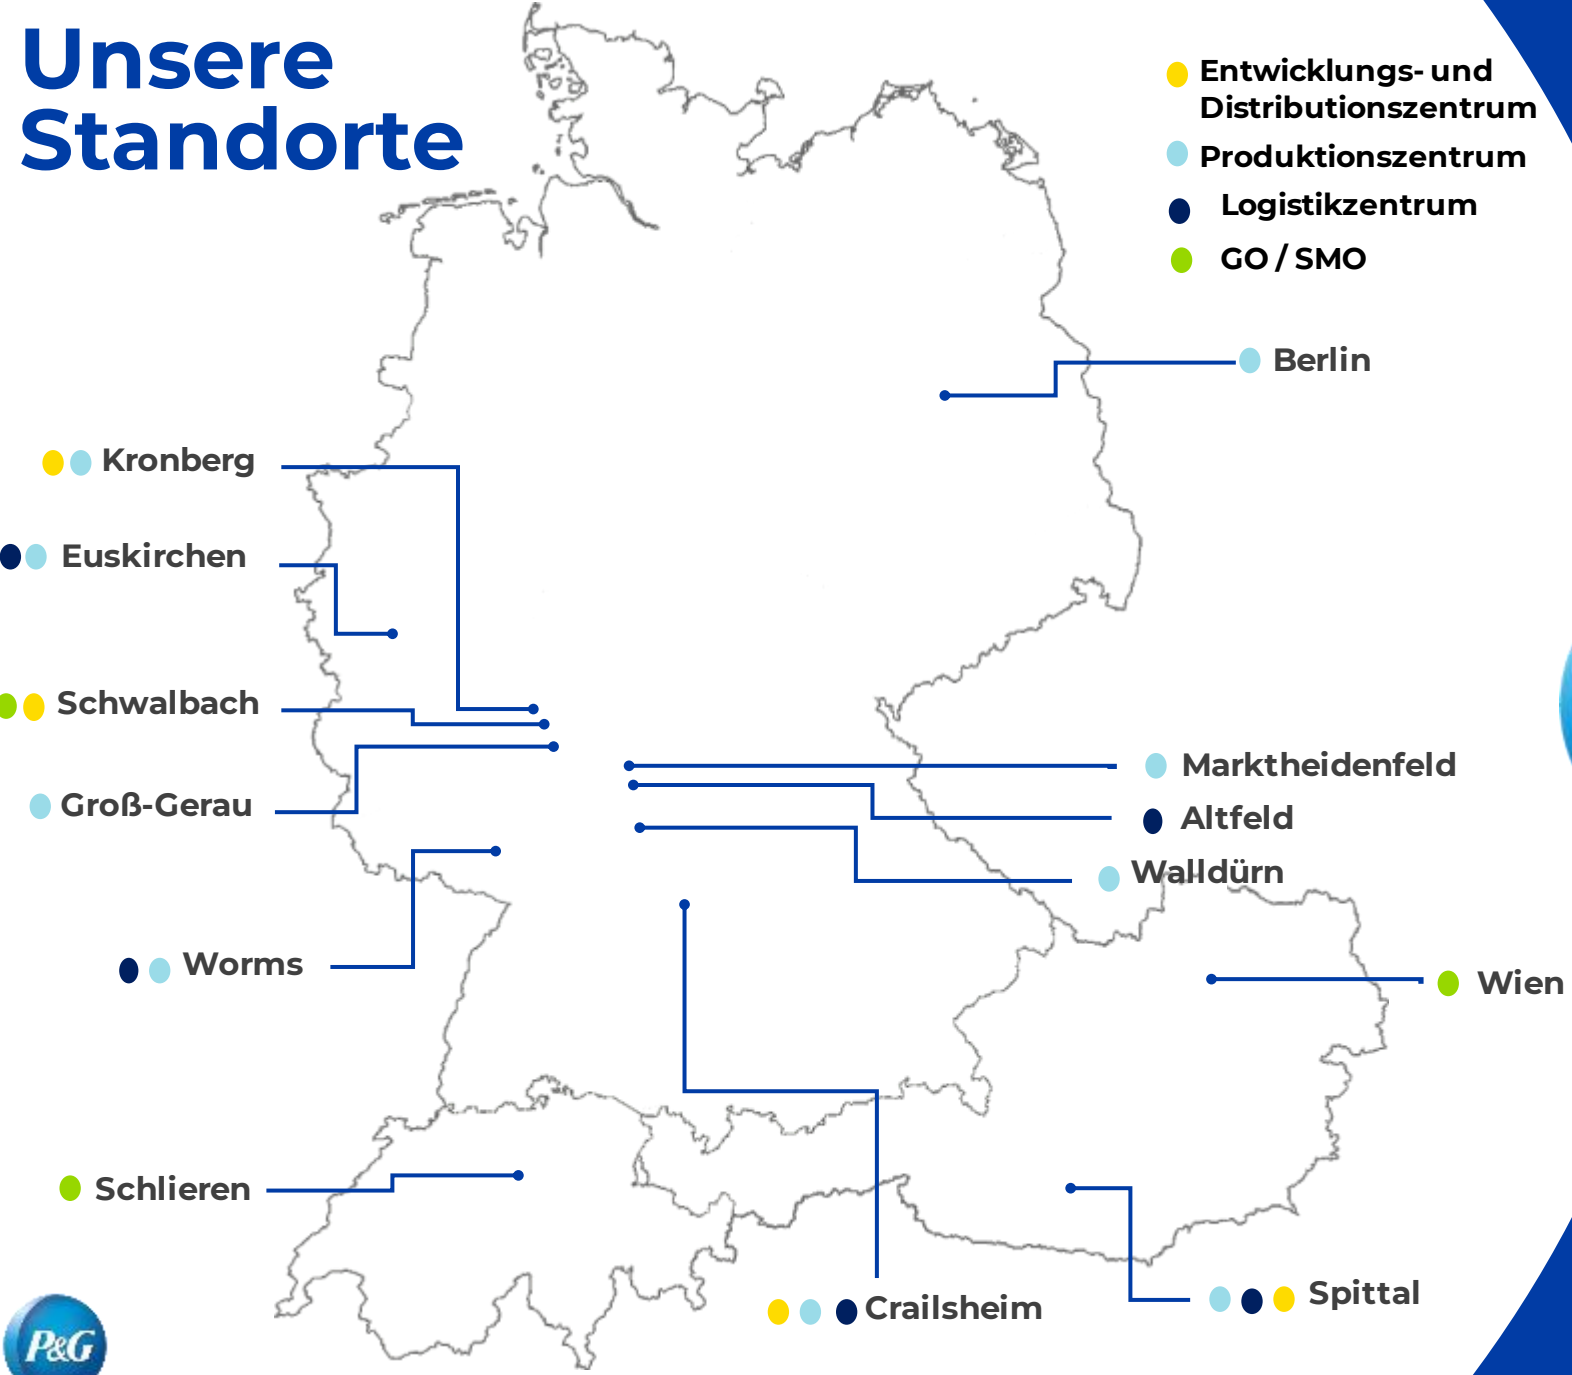 Unsere
Standorte
Entwicklungs- und
Distributionszentrum
Produktionszentrum
Logistikzentrum
GO / SMO
Berlin
Kronberg
Euskirchen
Schwalbach
Groß-Gerau
Marktheidenfeld
Altfeld
Walldürn
Worms
Wien
Schlieren
Crailsheim
Spittal
P&G